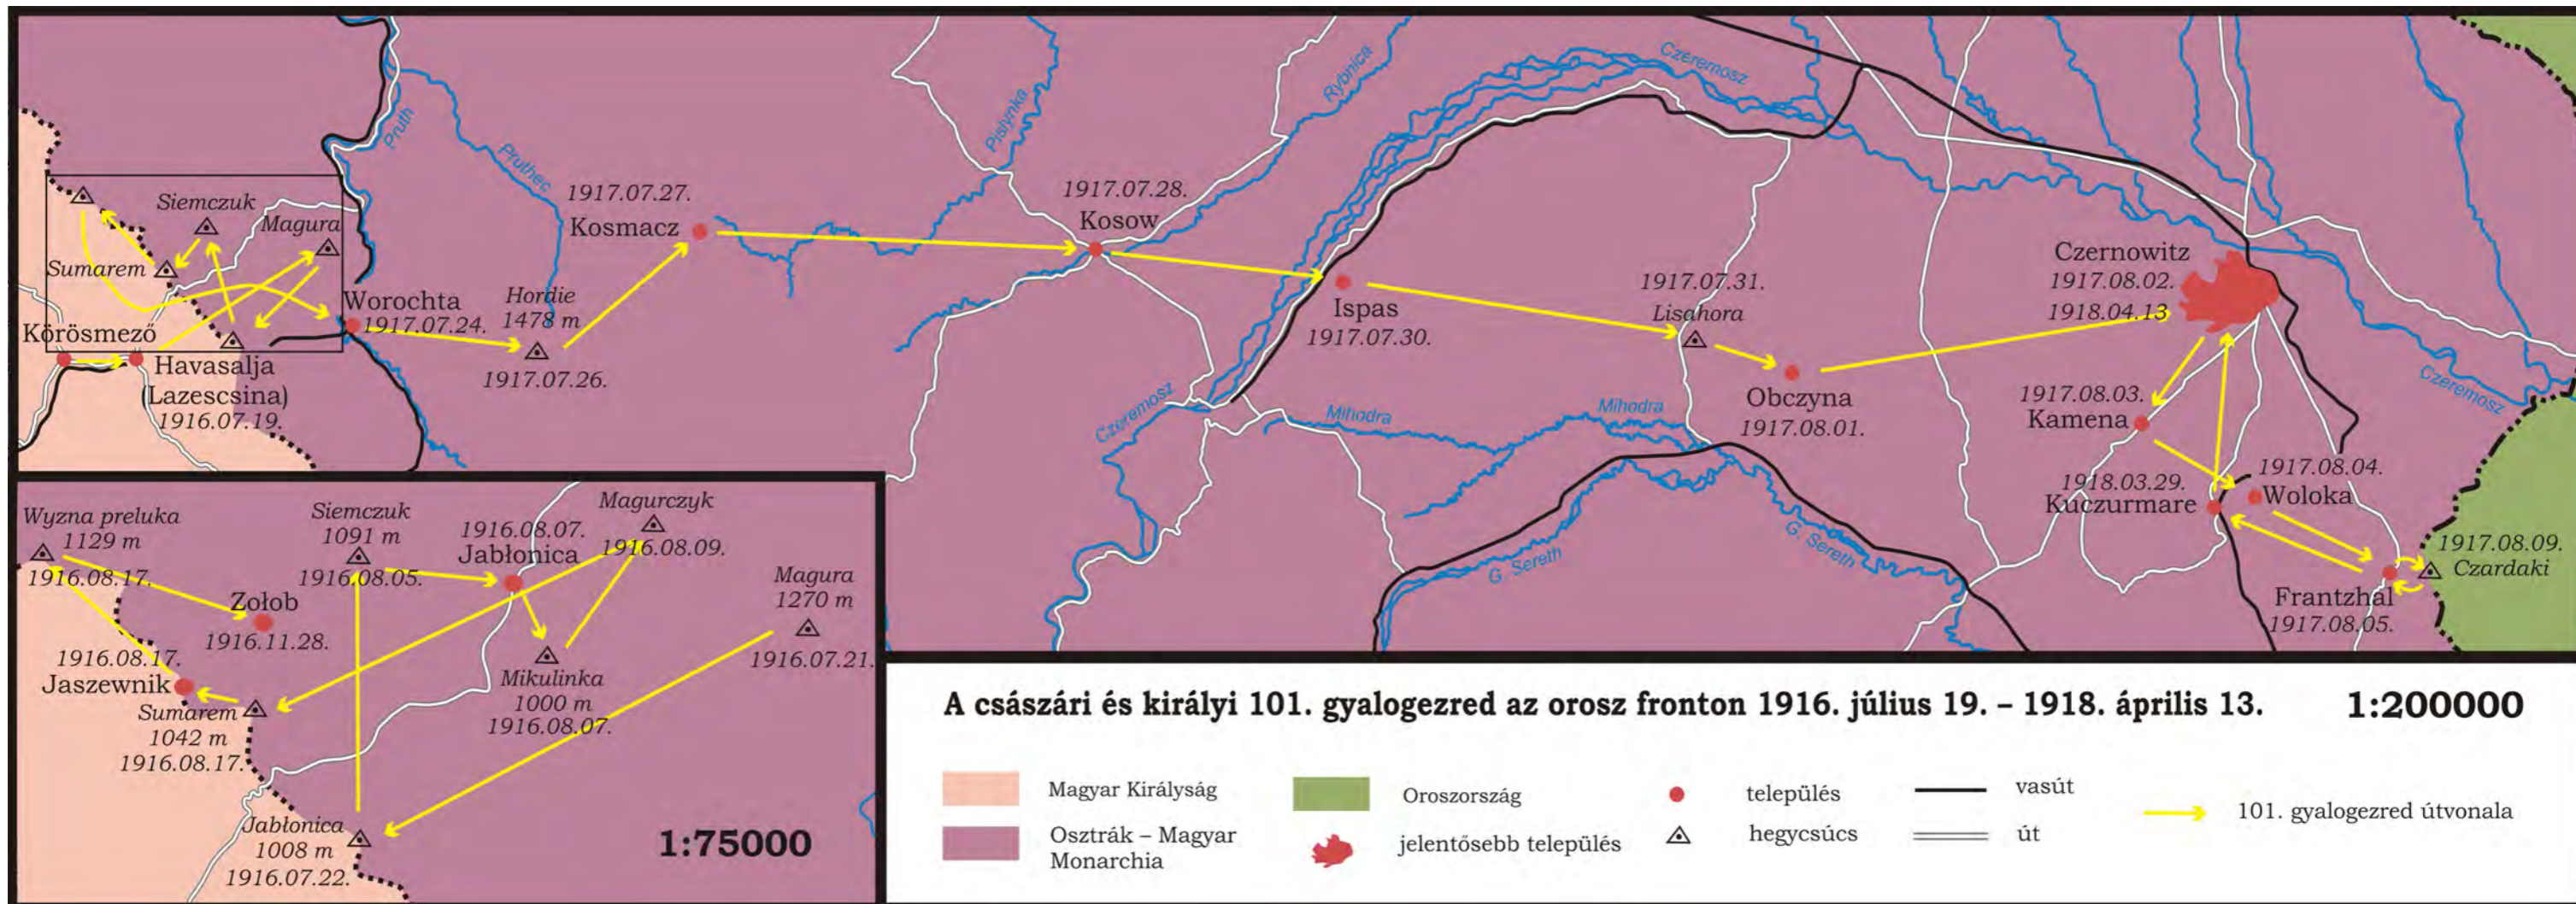 Pruth
Pruthec
Pislynka
Rybnica
Czeremosz
Siemczuk
Magura
Sumarem
Körösmező
Havasalja
(Lazescsina)
1916.07.19.
Worochta
1917.07.24.
Hordie
1478 m
1917.07.26.
1917.07.27.
Kosmacz
1917.07.28.
Kosow
Ispas
1917.07.30.
1917.07.31.
Lisahora
Obczyna
1917.08.01.
Czeremosz
Mihodra
Mihodra
G. Sereth
G. Sereth
Czernowitz
1917.08.02.
1918.04.13
Czeremosz
1917.08.03.
Kamena
1918.03.29.
Kuczurmare
1917.08.04.
Woloka
1917.08.09.
Czardaki
Frantzhal
1917.08.05.
Wyzna preluka
1129 m
1916.08.17.
Siemczuk
1091 m
1916.08.05.
1916.08.07.
Jabłonica
Magurczyk
1916.08.09.
Magura
1270 m
1916.07.21.
Zołob
1916.11.28.
1916.08.17.
Jaszewnik
Sumarem
1042 m
1916.08.17.
Mikulinka
1000 m
1916.08.07.
Jabłonica
1008 m
1916.07.22.
1:75000
A császári és királyi 101. gyalogezred az orosz fronton 1916. július 19. – 1918. április 13. 1:200000
Magyar Királyság
Osztrák – Magyar
Monarchia
Oroszország
jelentősebb település
település
hegycsúcs
vasút
út
101. gyalogezred útvonala